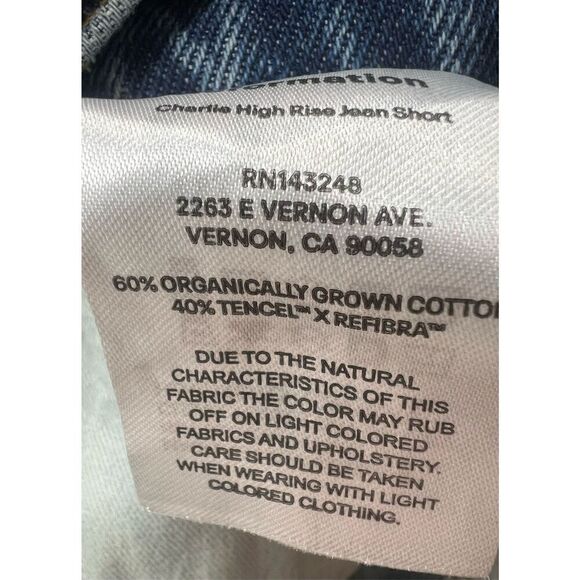 Charlie High Rise Jean Short
RN143248
2263 E VERNON AVE.
VERNON, CA 90058
60% ORGANICALLY GROWN
40% TENCEL™ X REFIBRA™
DUE TO THE NATURAL
CHARACTERISTICS OF THIS
FABRIC THE COLOR MAY RUB
OFF ON LIGHT COLORED
FABRICS AND UPHOLSTERY.
CARE SHOULD BE TAKEN
WHEN WEARING WITH LIGHT
COLORED CLOTHING.